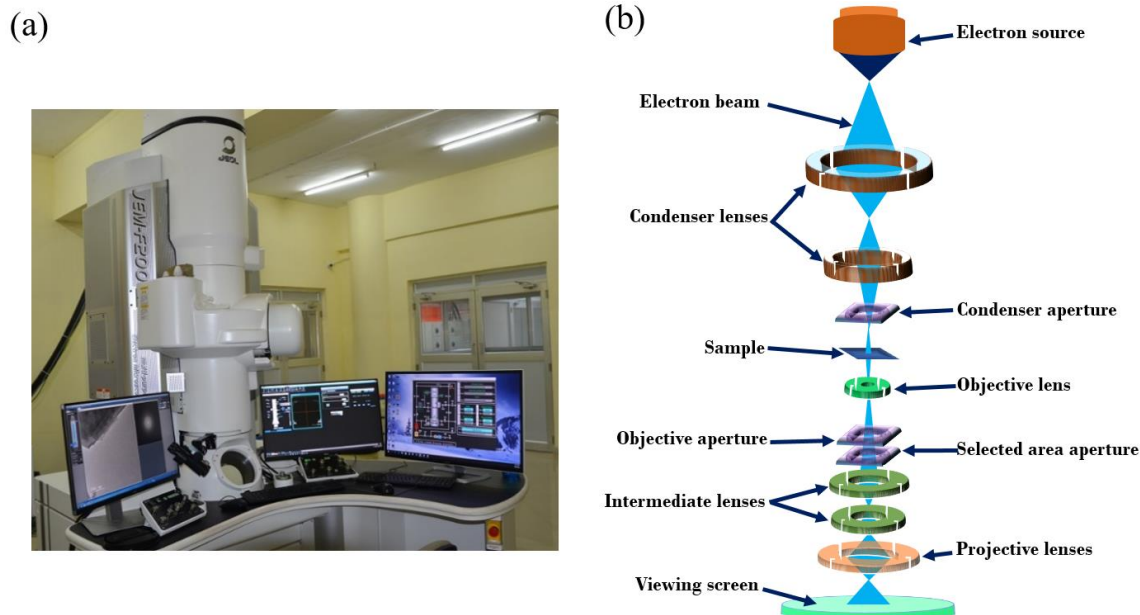 (a)
JEOL
JEM-F200
(b)
Electron source
Electron beam
Condenser lenses
Condenser aperture
Sample
Objective lens
Objective aperture
Selected area aperture
Intermediate lenses
Projective lenses
Viewing screen